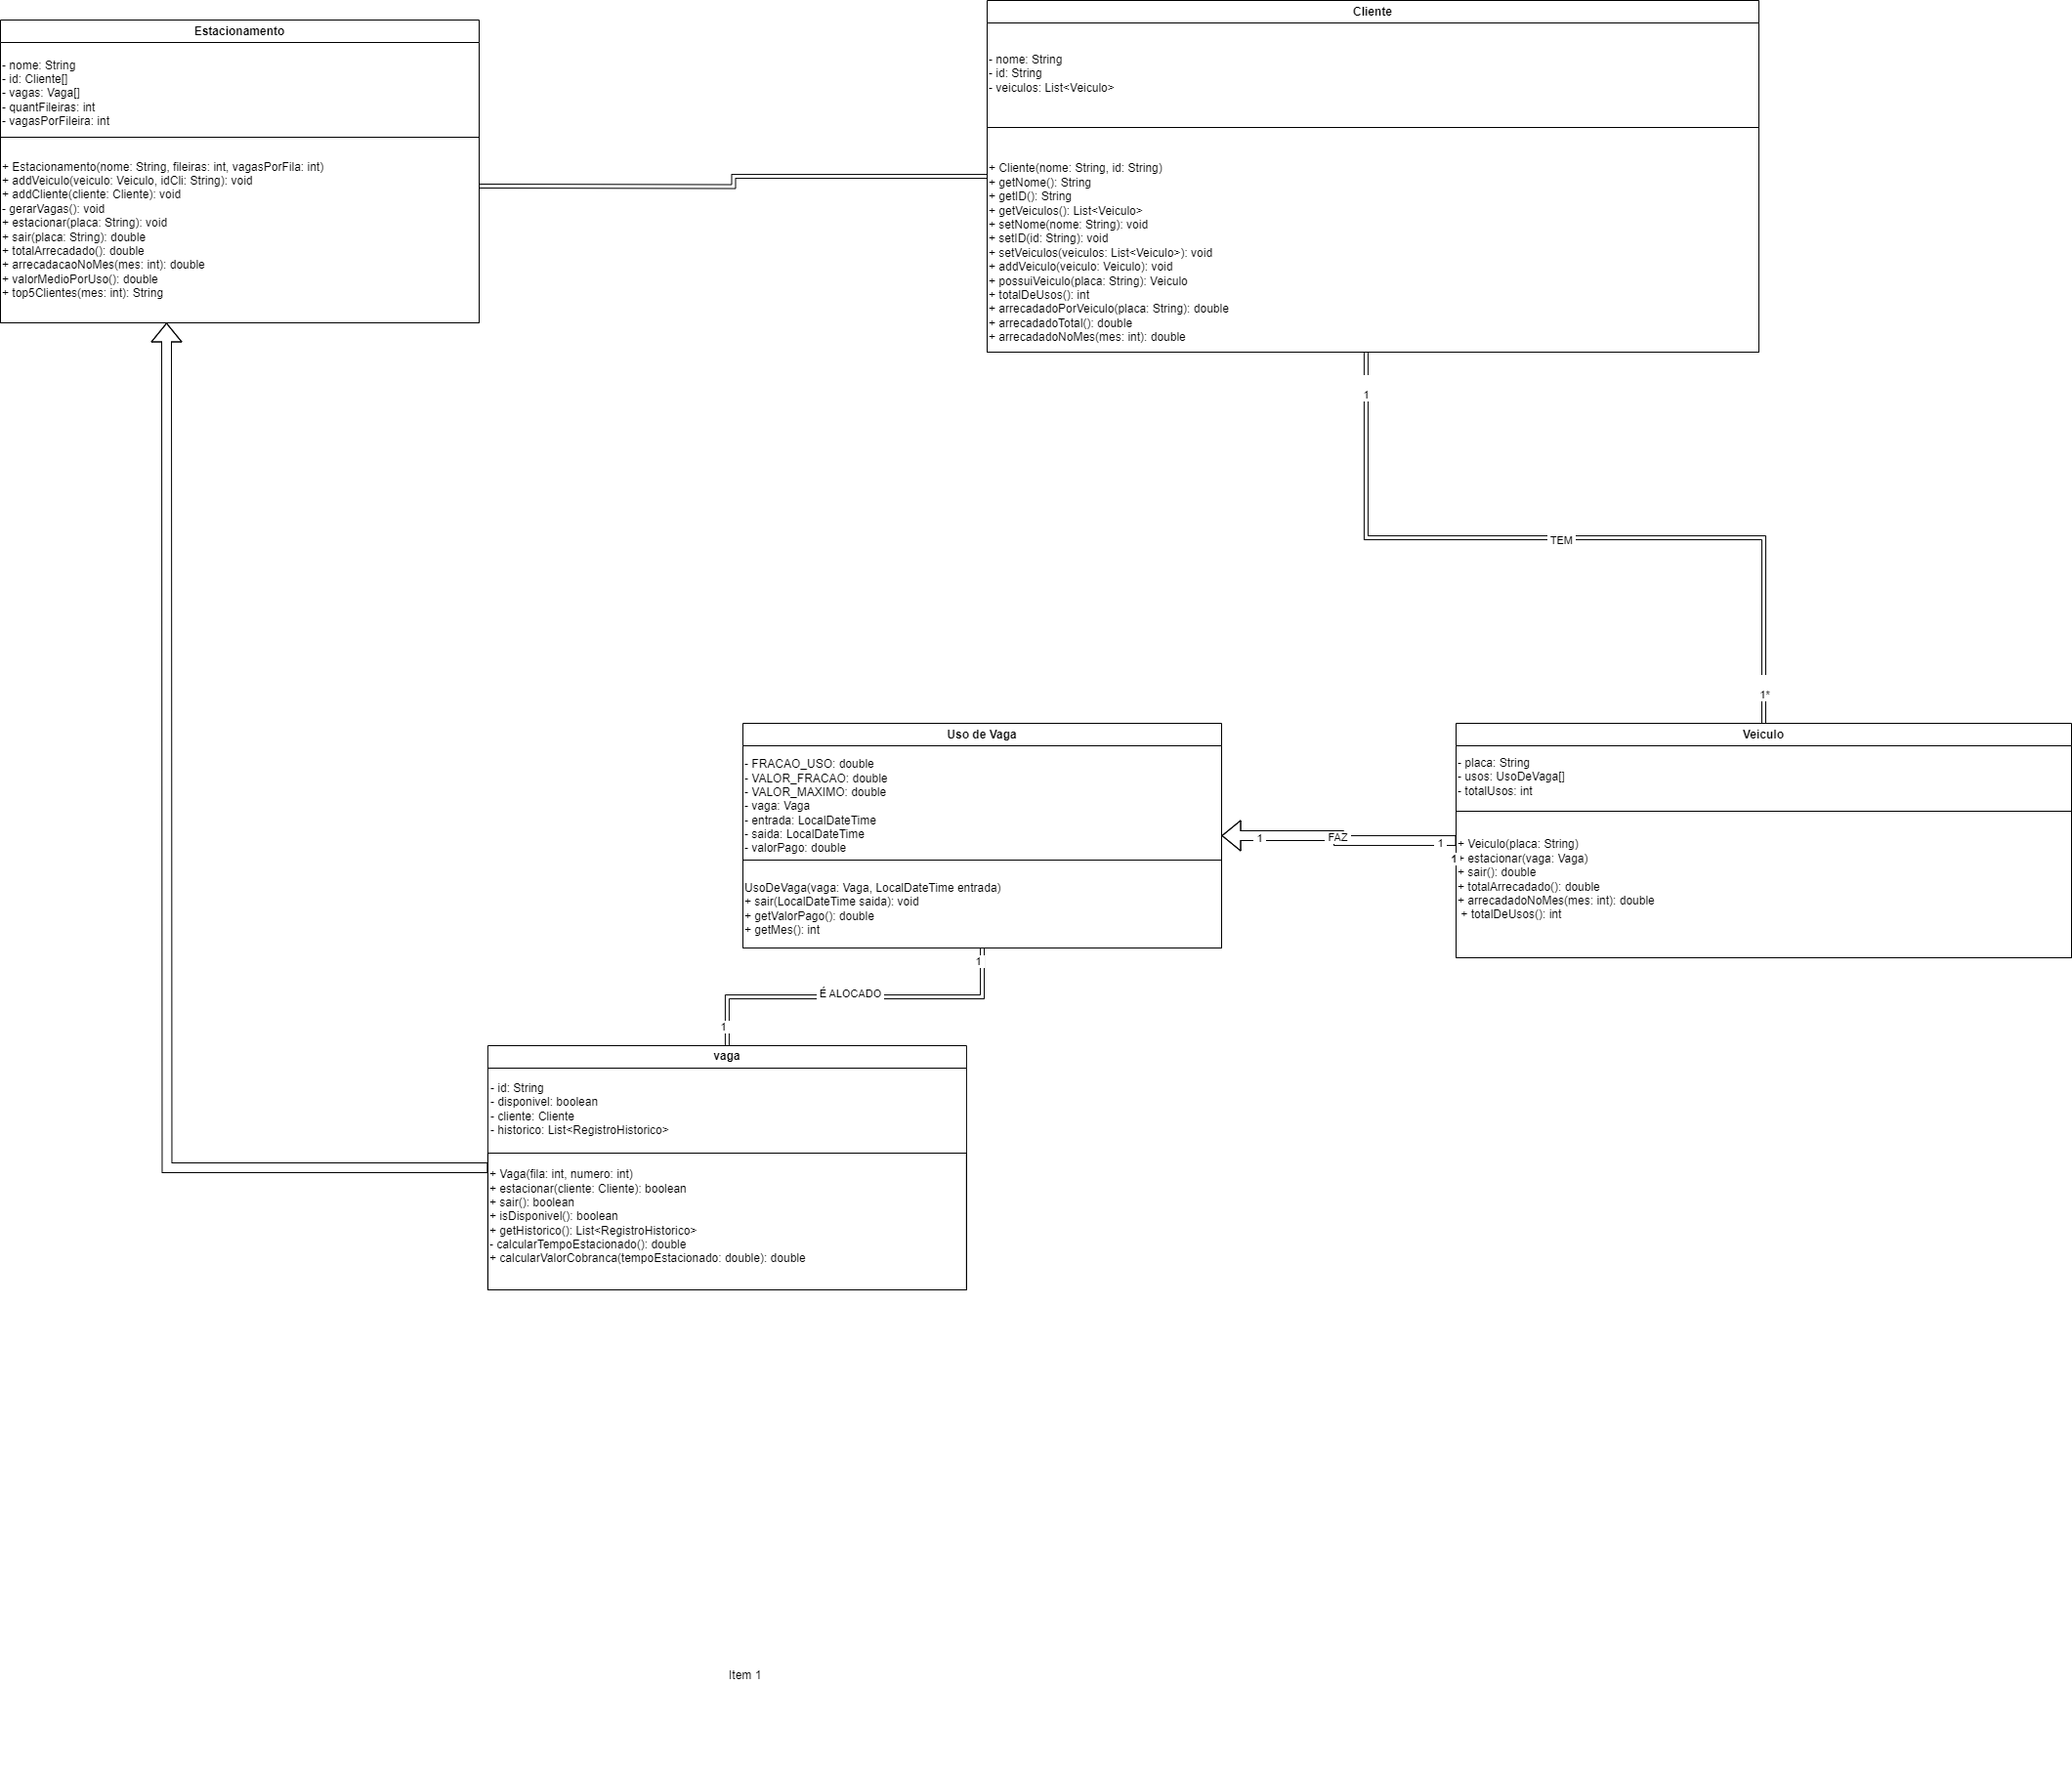 Estacionamento
- nome: String
- id: Cliente[]
- vagas: Vaga[]
- quantFileiras: int
- vagasPorFileira: int
+ Estacionamento(nome: String, fileiras: int, vagasPorFila: int)
+ addVeiculo(veiculo: Veiculo, idCli: String): void
+ addCliente(cliente: Cliente): void
- gerarVagas(): void
+ estacionar(placa: String): void
+ sair(placa: String): double
+ totalArrecadado(): double
+ arrecadacaoNoMes(mes: int): double
+ valorMedioPorUso(): double
+ top5Clientes(mes: int): String
Cliente
- nome: String
- id: String
- veiculos: List<Veiculo>
+ Cliente(nome: String, id: String)
+ getNome(): String
+ getID(): String
+ getVeiculos(): List<Veiculo>
+ setNome(nome: String): void
+ setID(id: String): void
+ setVeiculos(veiculos: List<Veiculo>): void
+ addVeiculo(veiculo: Veiculo): void
+ possuiVeiculo(placa: String): Veiculo
+ totalDeUsos(): int
+ arrecadadoPorVeiculo(placa: String): double
+ arrecadadoTotal(): double
+ arrecadadoNoMes(mes: int): double
1
TEM
1*
Uso de Vaga
- FRACAO_USO: double
- VALOR_FRACAO: double
- VALOR_MAXIMO: double
- vaga: Vaga
- entrada: LocalDateTime
- saida: LocalDateTime
- valorPago: double
UsoDeVaga(vaga: Vaga, LocalDateTime entrada)
+ sair(LocalDateTime saida): void
+ getValorPago(): double
+ getMes(): int
1
FAZ
1
1
Veiculo
- placa: String
- usos: UsoDeVaga[]
- totalUsos: int
+ Veiculo(placa: String)
+ estacionar(vaga: Vaga)
+ sair(): double
+ totalArrecadado(): double
+ arrecadadoNoMes(mes: int): double
+ totalDeUsos(): int
1
É ALOCADO
1
vaga
- id: String
- disponivel: boolean
- cliente: Cliente
- historico: List<RegistroHistorico>
+ Vaga(fila: int, numero: int)
+ estacionar(cliente: Cliente): boolean
+ sair(): boolean
+ isDisponivel(): boolean
+ getHistorico(): List<RegistroHistorico>
- calcularTempoEstacionado(): double
+ calcularValorCobranca(tempoEstacionado: double): double
Item 1